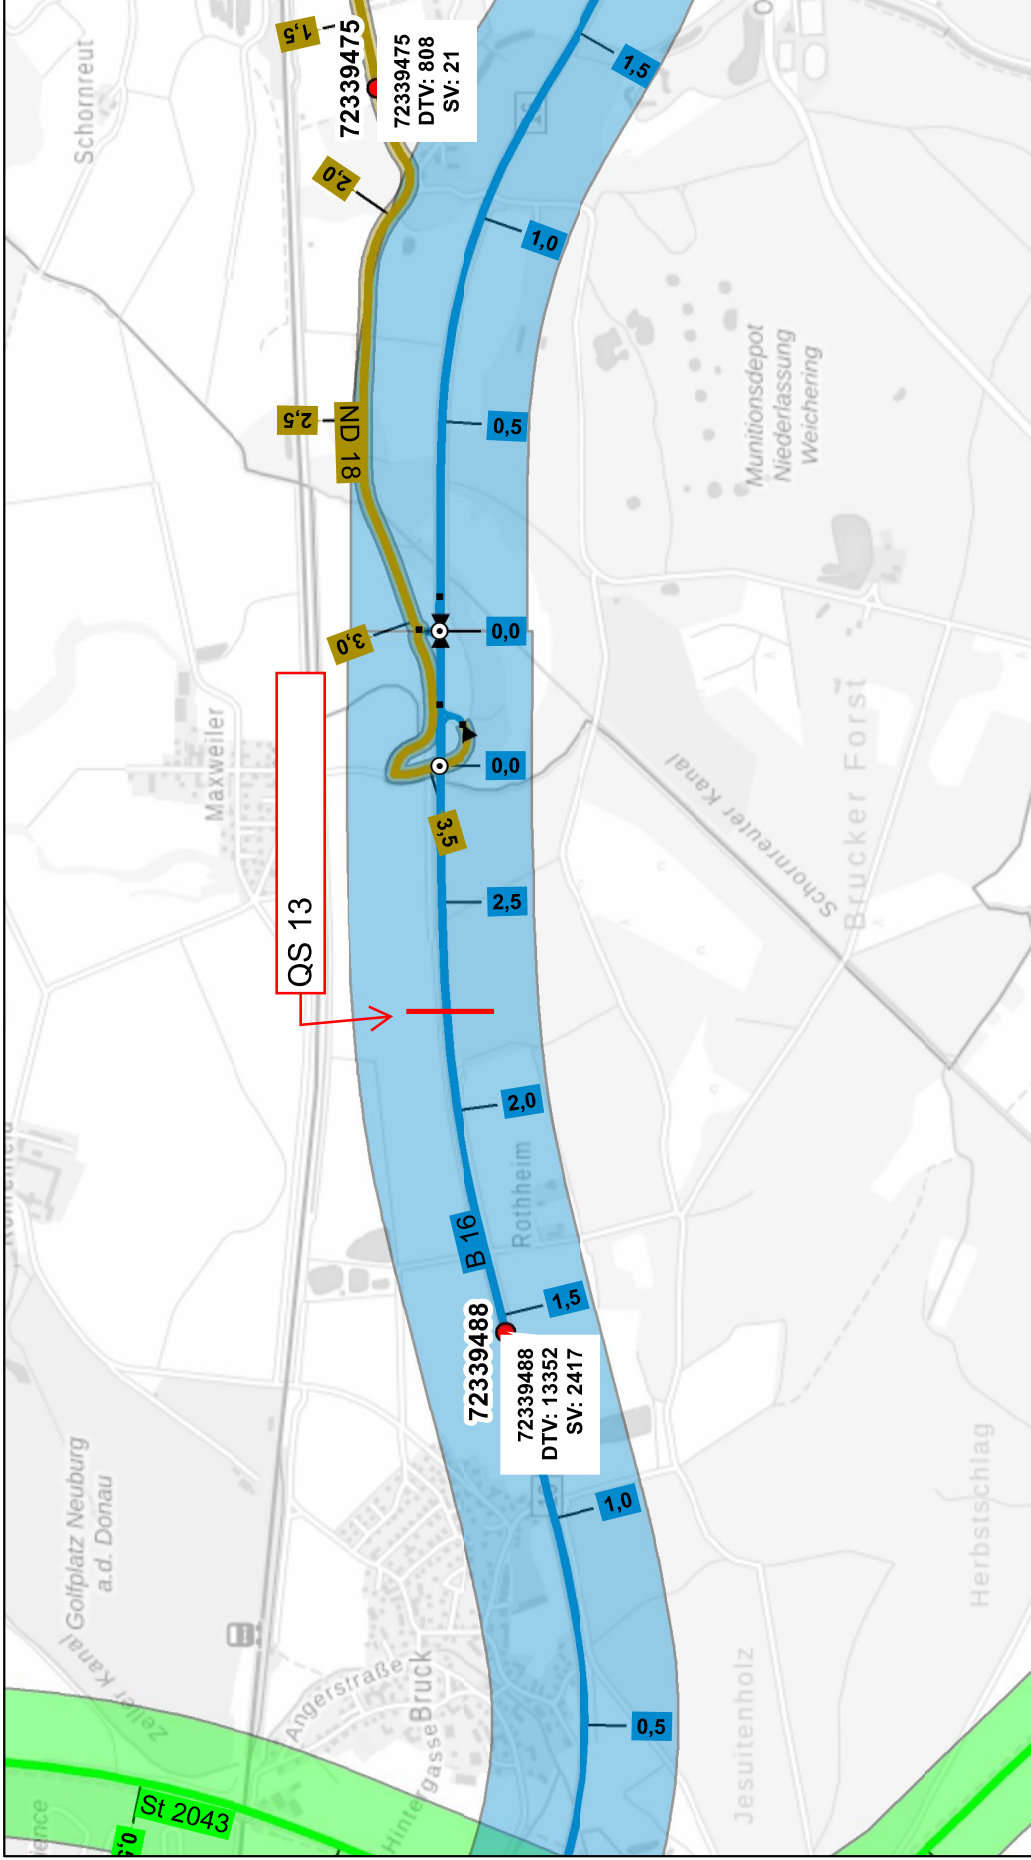 Schornreut
1,5
72339475
72339475
DTV: 808
SV: 21
1,5
16
2,0
1,0
2,5
ND 18
0,5
Munitionsdepot
Niederlassung
Weichering
3,0
0,0
Maxweiler
0,0
3,5
Schornreuter Kanal
Brucker Forst
2,5
QS 13
2,0
Rothheim
B 16
1,5
72339488
72339488
DTV: 13352
SV: 2417
1,0
Golfplatz Neuburg
a.d. Donau
Herbstschlag
Zeller Kanal
Angerstraße
Bruck
Hintergasse
0,5
Jesuitenholz
St 2043